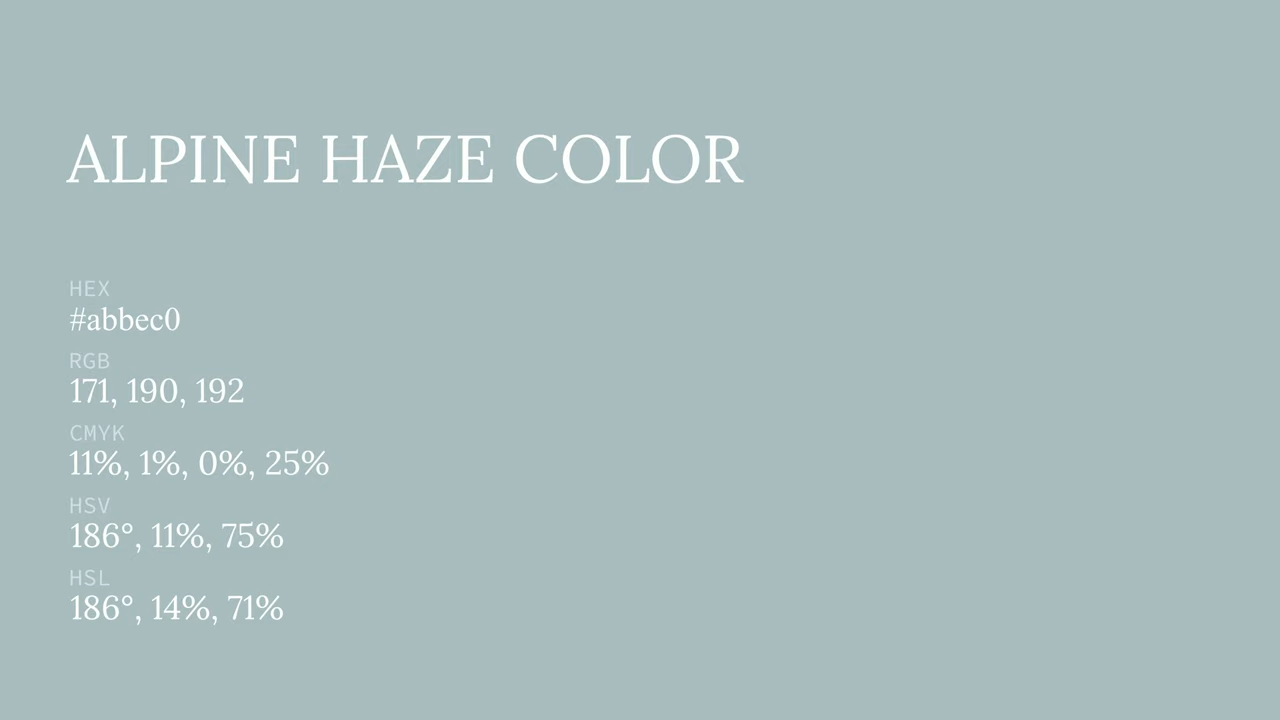 ALPINE HAZE COLOR
HEX
#abbec0
RGB
171, 190, 192
CMYK
11%, 1%, 0%, 25%
HSV
186°, 11%, 75%
HSL
186°, 14%, 71%